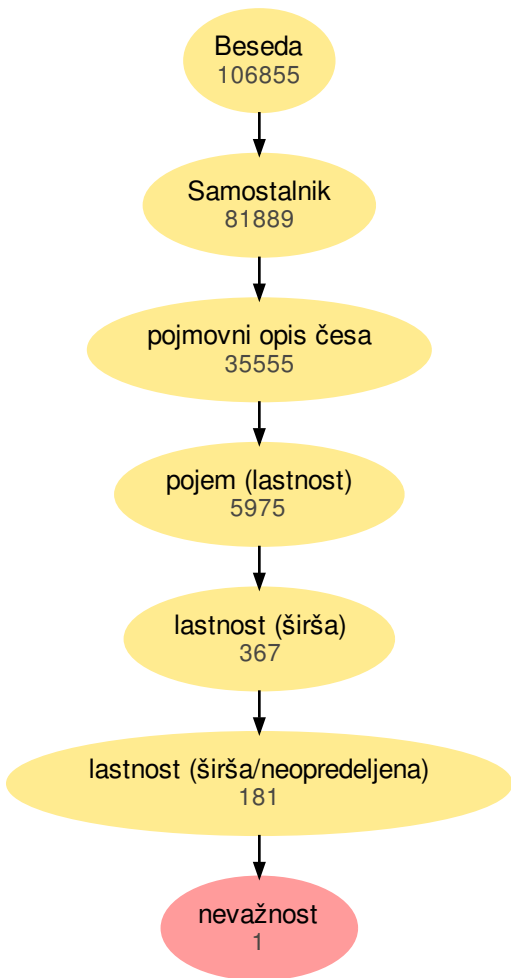 Beseda
106855
Samostalnik
81889
pojmovni opis česa
35555
pojem (lastnost)
5975
lastnost (širša)
367
lastnost (širša/neopredeljena)
181
nevažnost
1